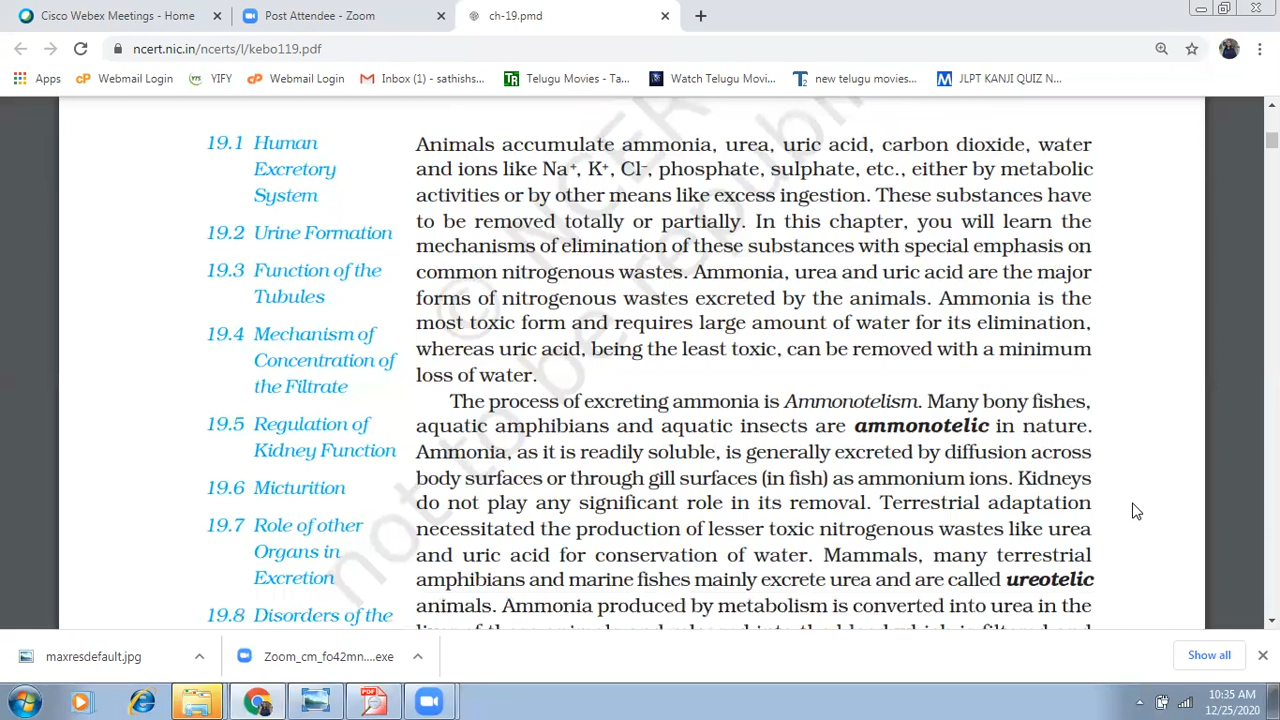 Cisco Webex Meetings - Home
Post Attendee - Zoom
ch-19.pmd
ncert.nic.in/ncerts/l/kebo119.pdf
Apps
Webmail Login
YIFY
Webmail Login
Inbox (1) - sathishs...
Telugu Movies - Ta...
Watch Telugu Movi...
new telugu movies...
JLPT KANJI QUIZ N...
19.1 Human
Excretory
System
19.2 Urine Formation
19.3 Function of the
Tubules
19.4 Mechanism of
Concentration of
the Filtrate
19.5 Regulation of
Kidney Function
19.6 Micturition
19.7 Role of other
Organs in
Excretion
19.8 Disorders of the
Animals accumulate ammonia, urea, uric acid, carbon dioxide, water
and ions like Na⁺, K⁺, Cl⁻, phosphate, sulphate, etc., either by metabolic
activities or by other means like excess ingestion. These substances have
to be removed totally or partially. In this chapter, you will learn the
mechanisms of elimination of these substances with special emphasis on
common nitrogenous wastes. Ammonia, urea and uric acid are the major
forms of nitrogenous wastes excreted by the animals. Ammonia is the
most toxic form and requires large amount of water for its elimination,
whereas uric acid, being the least toxic, can be removed with a minimum
loss of water.
The process of excreting ammonia is Ammonotelism. Many bony fishes,
aquatic amphibians and aquatic insects are ammonotelic in nature.
Ammonia, as it is readily soluble, is generally excreted by diffusion across
body surfaces or through gill surfaces (in fish) as ammonium ions. Kidneys
do not play any significant role in its removal. Terrestrial adaptation
necessitated the production of lesser toxic nitrogenous wastes like urea
and uric acid for conservation of water. Mammals, many terrestrial
amphibians and marine fishes mainly excrete urea and are called ureotelic
animals. Ammonia produced by metabolism is converted into urea in the
© NCER
not to be republ
maxresdefault.jpg
Zoom_cm_fo42mn....exe
Show all
10:35 AM
12/25/2020